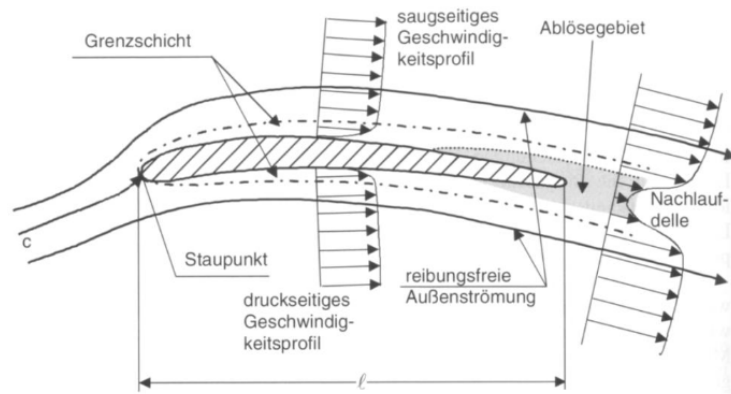 saugseitiges
Geschwindig-
keitsprofil
Grenzschicht
Ablösegebiet
Nachlauf-
delle
c
Staupunkt
reibungsfreie
Außenströmung
druckseitiges
Geschwindig-
keitsprofil
ℓ